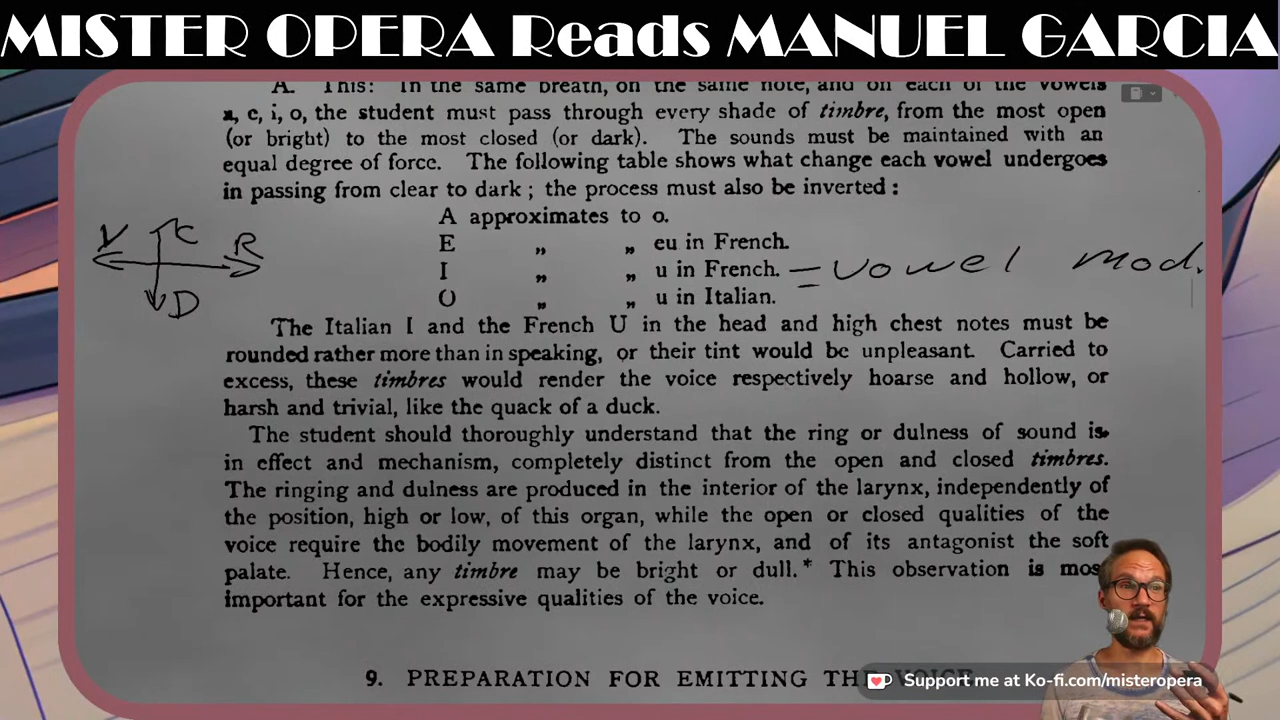 MISTER OPERA Reads MANUEL GARCIA
A. This: In the same breath, on the same note, and on each of the vowels
a, e, i, o, the student must pass through every shade of timbre, from the most open
(or bright) to the most closed (or dark). The sounds must be maintained with an
equal degree of force. The following table shows what change each vowel undergoes
in passing from clear to dark; the process must also be inverted:
A approximates to o.
E „ „ eu in French.
I „ „ u in French. = vowel mod.
O „ „ u in Italian.
V C R
D
The Italian I and the French U in the head and high chest notes must be
rounded rather more than in speaking, or their tint would be unpleasant. Carried to
excess, these timbres would render the voice respectively hoarse and hollow, or
harsh and trivial, like the quack of a duck.
The student should thoroughly understand that the ring or dulness of sound is,
in effect and mechanism, completely distinct from the open and closed timbres.
The ringing and dulness are produced in the interior of the larynx, independently of
the position, high or low, of this organ, while the open or closed qualities of the
voice require the bodily movement of the larynx, and of its antagonist the soft
palate. Hence, any timbre may be bright or dull.* This observation is most
important for the expressive qualities of the voice.
9. PREPARATION FOR EMITTING THE VOICE
Support me at Ko-fi.com/misteropera